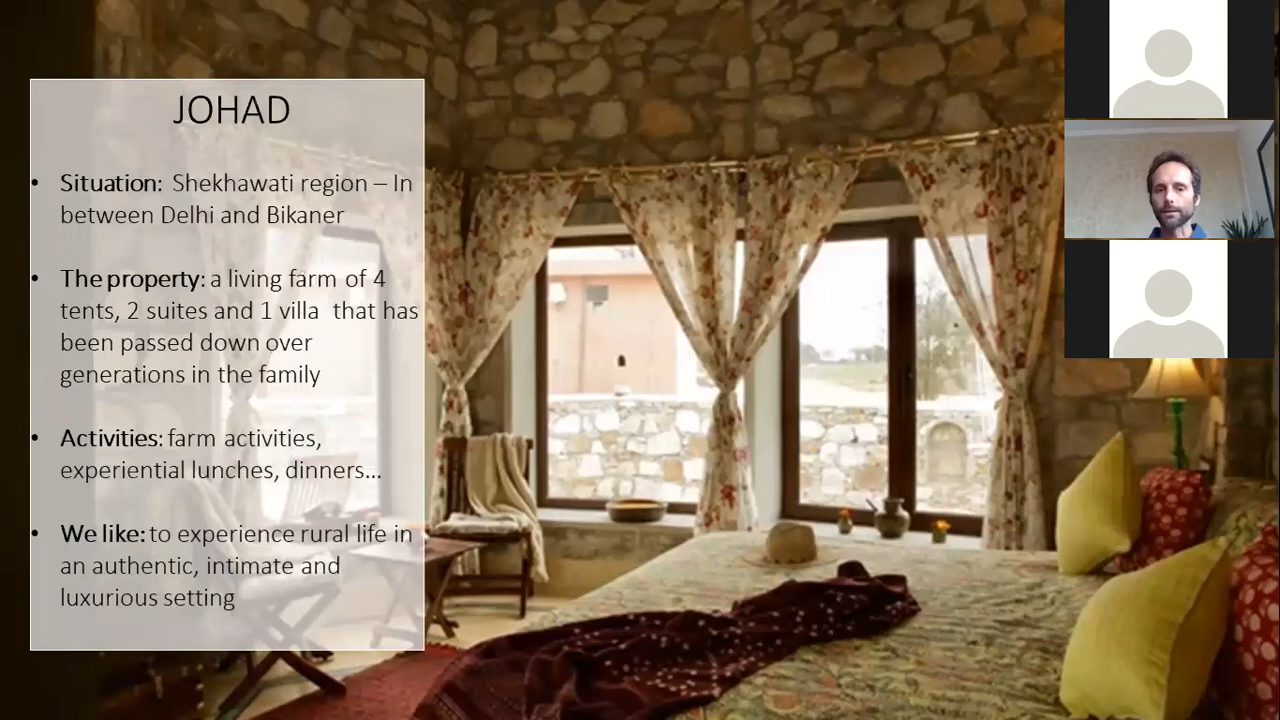 JOHAD
• Situation: Shekhawati region – In
between Delhi and Bikaner
• The property: a living farm of 4
tents, 2 suites and 1 villa that has
been passed down over
generations in the family
• Activities: farm activities,
experiential lunches, dinners...
• We like: to experience rural life in
an authentic, intimate and
luxurious setting